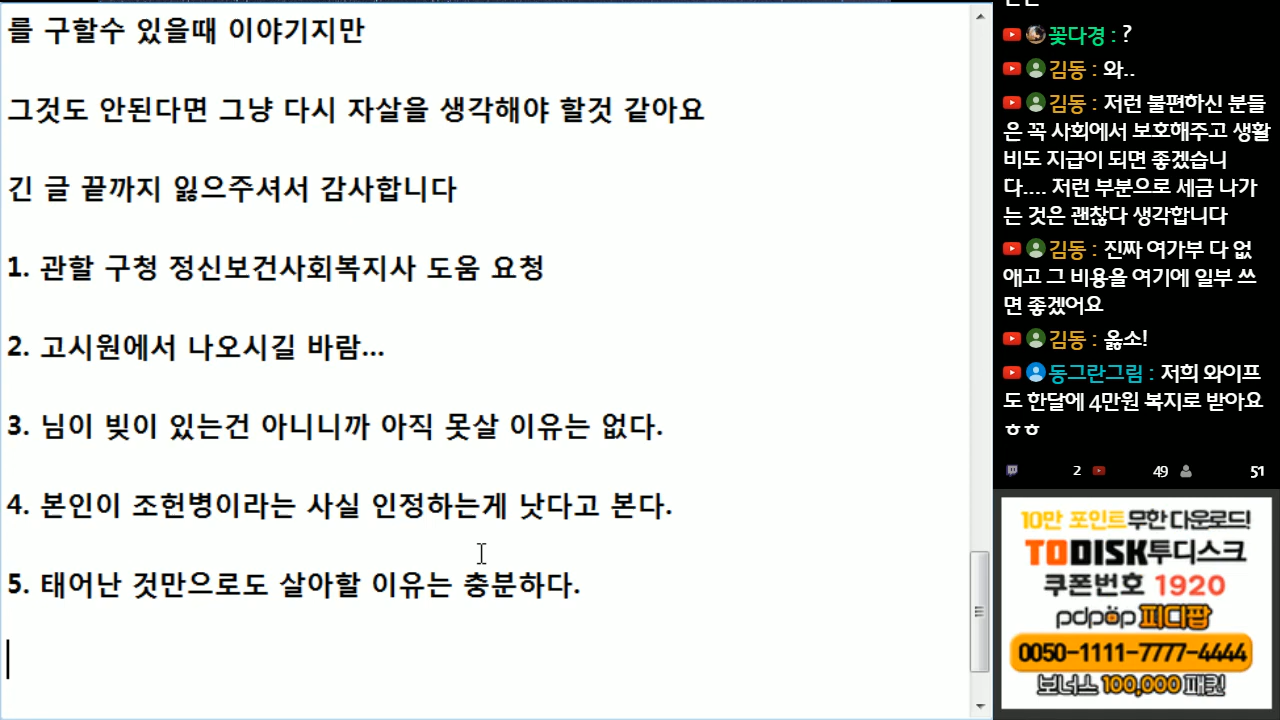 를 구할수 있을때 이야기지만
그것도 안된다면 그냥 다시 자살을 생각해야 할것 같아요
긴 글 끝까지 잃으주셔서 감사합니다
1. 관할 구청 정신보건사회복지사 도움 요청
2. 고시원에서 나오시길 바람...
3. 님이 빚이 있는건 아니니까 아직 못살 이유는 없다.
4. 본인이 조헌병이라는 사실 인정하는게 낫다고 본다.
5. 태어난 것만으로도 살아할 이유는 충분하다.
꽃다경 : ?
김동 : 와..
김동 : 저런 불편하신 분들
은 꼭 사회에서 보호해주고 생활
비도 지급이 되면 좋겠습니
다.... 저런 부분으로 세금 나가
는 것은 괜찮다 생각합니다
김동 : 진짜 여가부 다 없
애고 그 비용을 여기에 일부 쓰
면 좋겠어요
김동 : 옳소!
동그란그림 : 저희 와이프
도 한달에 4만원 복지로 받아요
ㅎㅎ
2 49 51
10만 포인트 무한 다운로드!
TODISK투디스크
쿠폰번호 1920
pdpop 피디팝
0050-1111-7777-4444
보너스 100,000 패킷